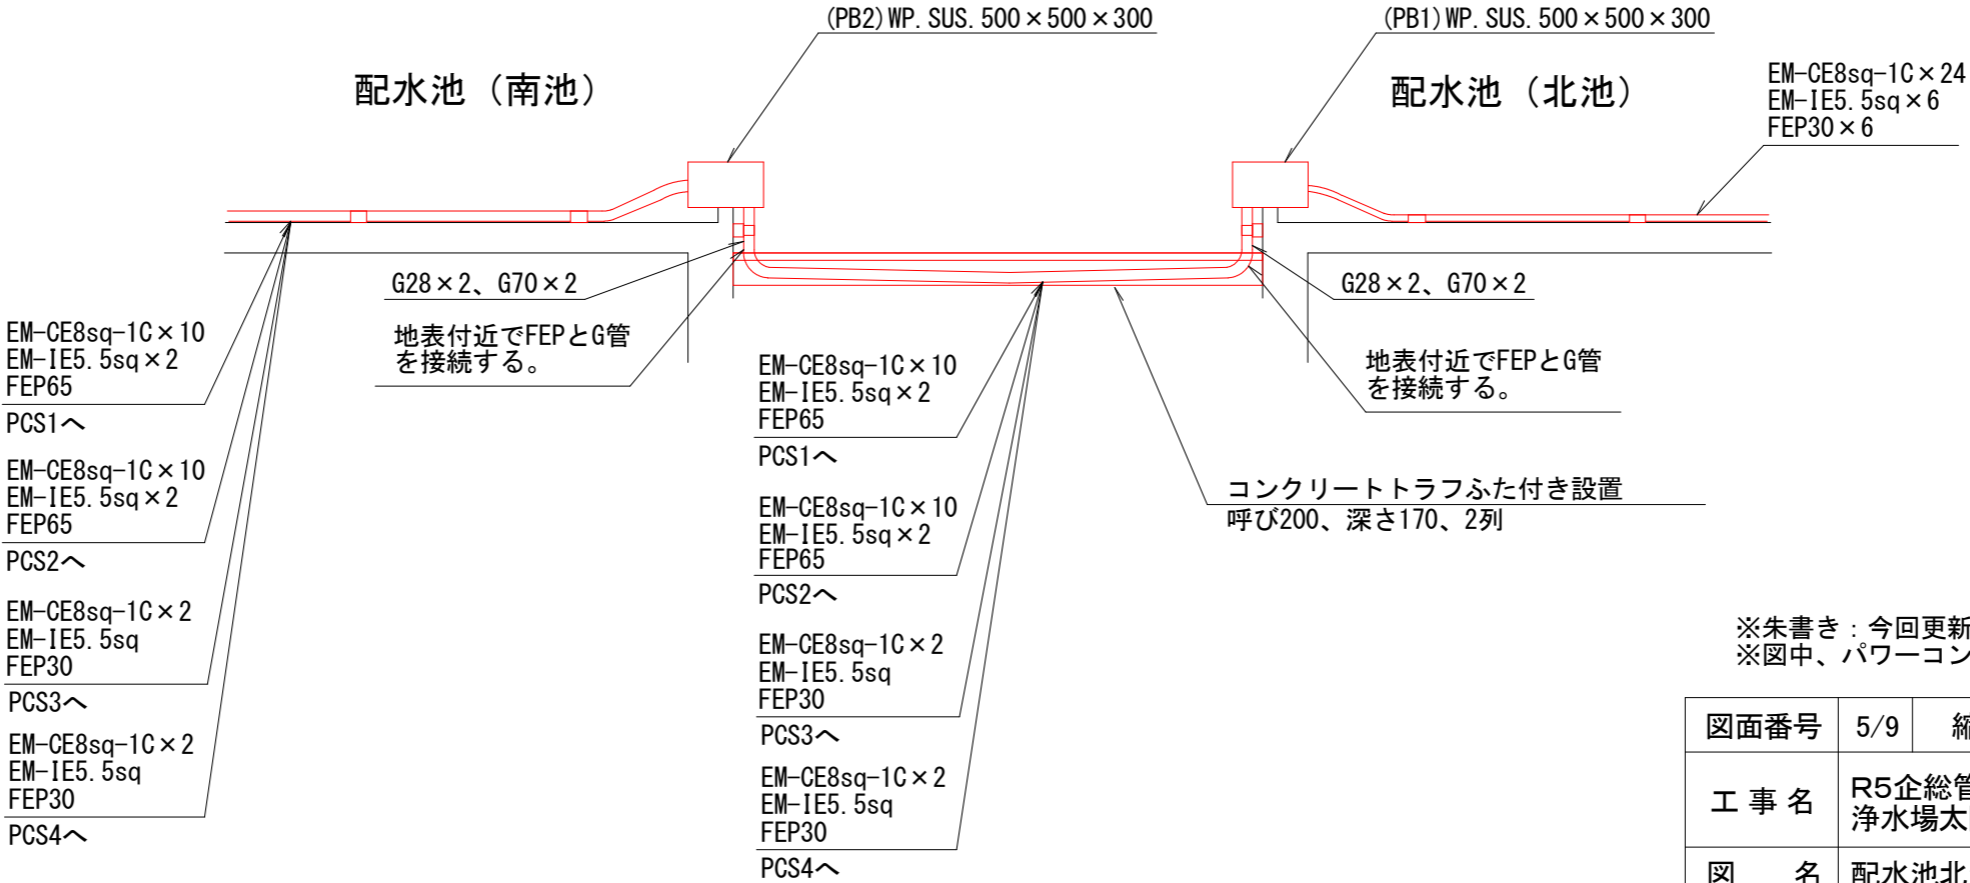 (PB2)WP.SUS.500×500×300
(PB1)WP.SUS.500×500×300
配水池（南池）
配水池（北池）
EM-CE8sq-1C×24
EM-IE5.5sq×6
FEP30×6
G28×2、G70×2
地表付近でFEPとG管
を接続する。
G28×2、G70×2
地表付近でFEPとG管
を接続する。
EM-CE8sq-1C×10
EM-IE5.5sq×2
FEP65
PCS1へ
EM-CE8sq-1C×10
EM-IE5.5sq×2
FEP65
PCS2へ
EM-CE8sq-1C×2
EM-IE5.5sq
FEP30
PCS3へ
EM-CE8sq-1C×2
EM-IE5.5sq
FEP30
PCS4へ
EM-CE8sq-1C×10
EM-IE5.5sq×2
FEP65
PCS1へ
EM-CE8sq-1C×10
EM-IE5.5sq×2
FEP65
PCS2へ
EM-CE8sq-1C×2
EM-IE5.5sq
FEP30
PCS3へ
EM-CE8sq-1C×2
EM-IE5.5sq
FEP30
PCS4へ
コンクリートトラフふた付き設置
呼び200、深さ170、2列
※朱書き：今回更新
※図中、パワーコン
図面番号 5/9 縮
工事名 R5企総管
浄水場太
図 名 配水池北